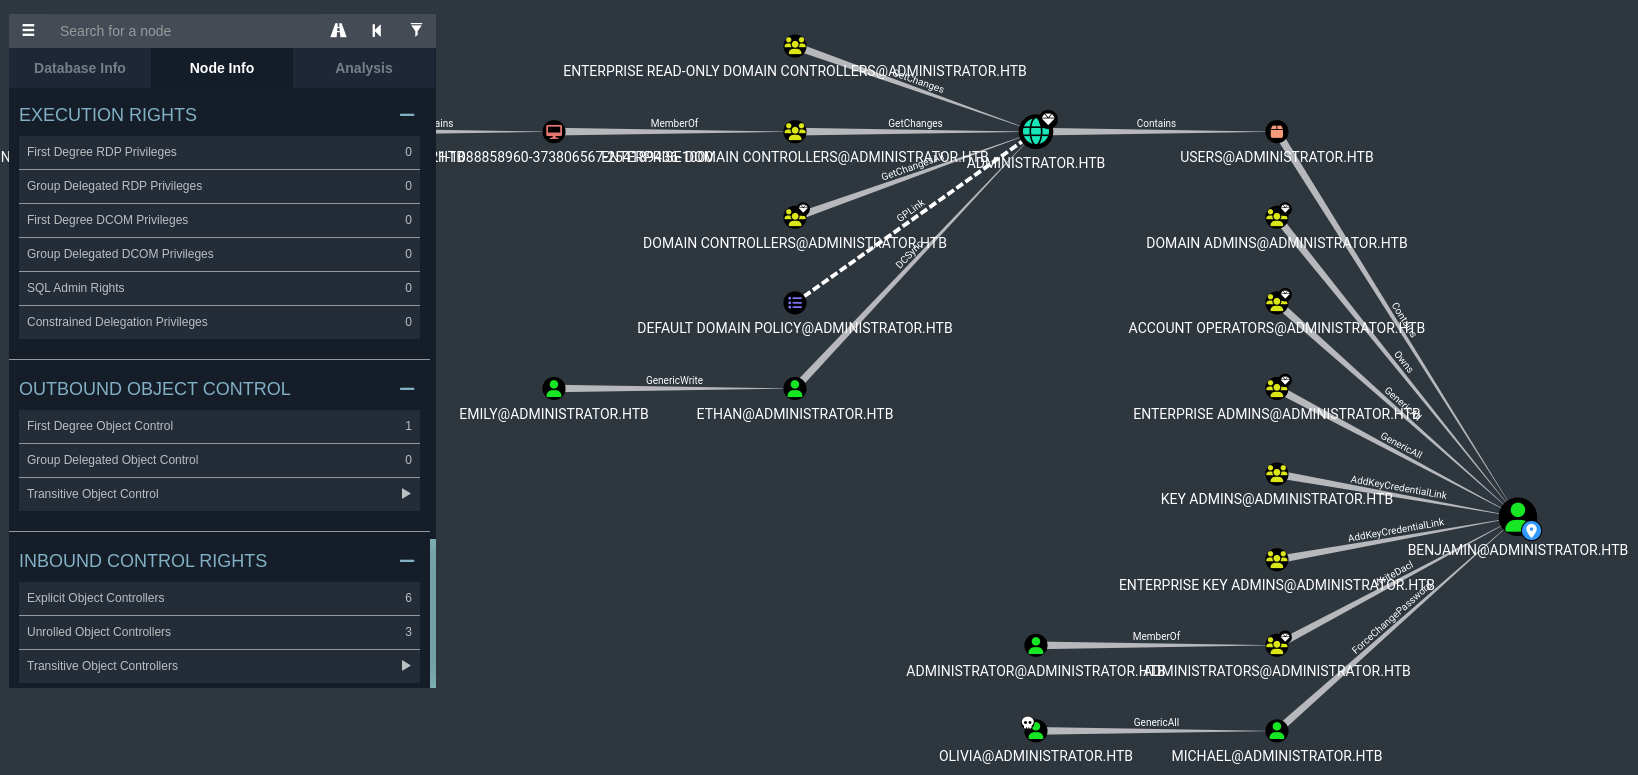 Search for a node
Database Info
Node Info
Analysis
EXECUTION RIGHTS
First Degree RDP Privileges 0
Group Delegated RDP Privileges 0
First Degree DCOM Privileges 0
Group Delegated DCOM Privileges 0
SQL Admin Rights 0
Constrained Delegation Privileges 0
OUTBOUND OBJECT CONTROL
First Degree Object Control 1
Group Delegated Object Control 0
Transitive Object Control
INBOUND CONTROL RIGHTS
Explicit Object Controllers 6
Unrolled Object Controllers 3
Transitive Object Controllers
ENTERPRISE READ-ONLY DOMAIN CONTROLLERS@ADMINISTRATOR.HTB
GetChanges
ains
MemberOf
GetChanges
Contains
N
ENTERPRISE DOMAIN CONTROLLERS@ADMINISTRATOR.HTB
ADMINISTRATOR.HTB
USERS@ADMINISTRATOR.HTB
GetChangesAll
GPLink
DOMAIN CONTROLLERS@ADMINISTRATOR.HTB
DOMAIN ADMINS@ADMINISTRATOR.HTB
DCSync
DEFAULT DOMAIN POLICY@ADMINISTRATOR.HTB
ACCOUNT OPERATORS@ADMINISTRATOR.HTB
Contains
Owns
GenericWrite
EMILY@ADMINISTRATOR.HTB
ETHAN@ADMINISTRATOR.HTB
ENTERPRISE ADMINS@ADMINISTRATOR.HTB
GenericAll
GenericAll
AddKeyCredentialLink
KEY ADMINS@ADMINISTRATOR.HTB
AddKeyCredentialLink
BENJAMIN@ADMINISTRATOR.HTB
ENTERPRISE KEY ADMINS@ADMINISTRATOR.HTB
WriteDacl
ForceChangePassword
MemberOf
ADMINISTRATOR@ADMINISTRATOR.HTB
ADMINISTRATORS@ADMINISTRATOR.HTB
GenericAll
OLIVIA@ADMINISTRATOR.HTB
MICHAEL@ADMINISTRATOR.HTB